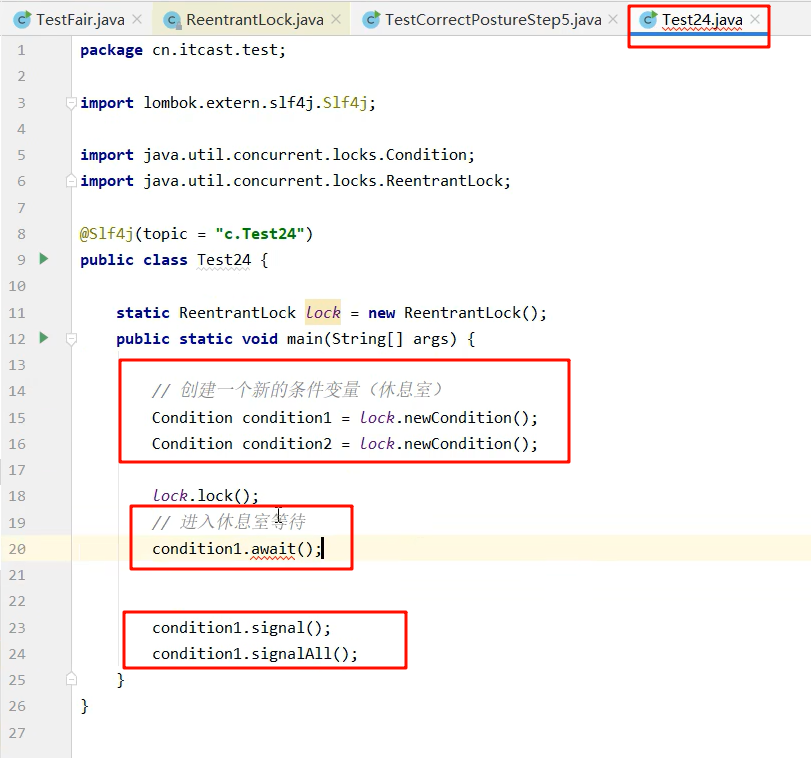 TestFair.java ReentrantLock.java TestCorrectPostureStep5.java Test24.java
1 package cn.itcast.test;
2
3 import lombok.extern.slf4j.Slf4j;
4
5 import java.util.concurrent.locks.Condition;
6 import java.util.concurrent.locks.ReentrantLock;
7
8 @Slf4j(topic = "c.Test24")
9 public class Test24 {
10
11 static ReentrantLock lock = new ReentrantLock();
12 public static void main(String[] args) {
13
14 // 创建一个新的条件变量（休息室）
15 Condition condition1 = lock.newCondition();
16 Condition condition2 = lock.newCondition();
17
18 lock.lock();
19 // 进入休息室等待
20 condition1.await();
21
22
23 condition1.signal();
24 condition1.signalAll();
25 }
26 }
27